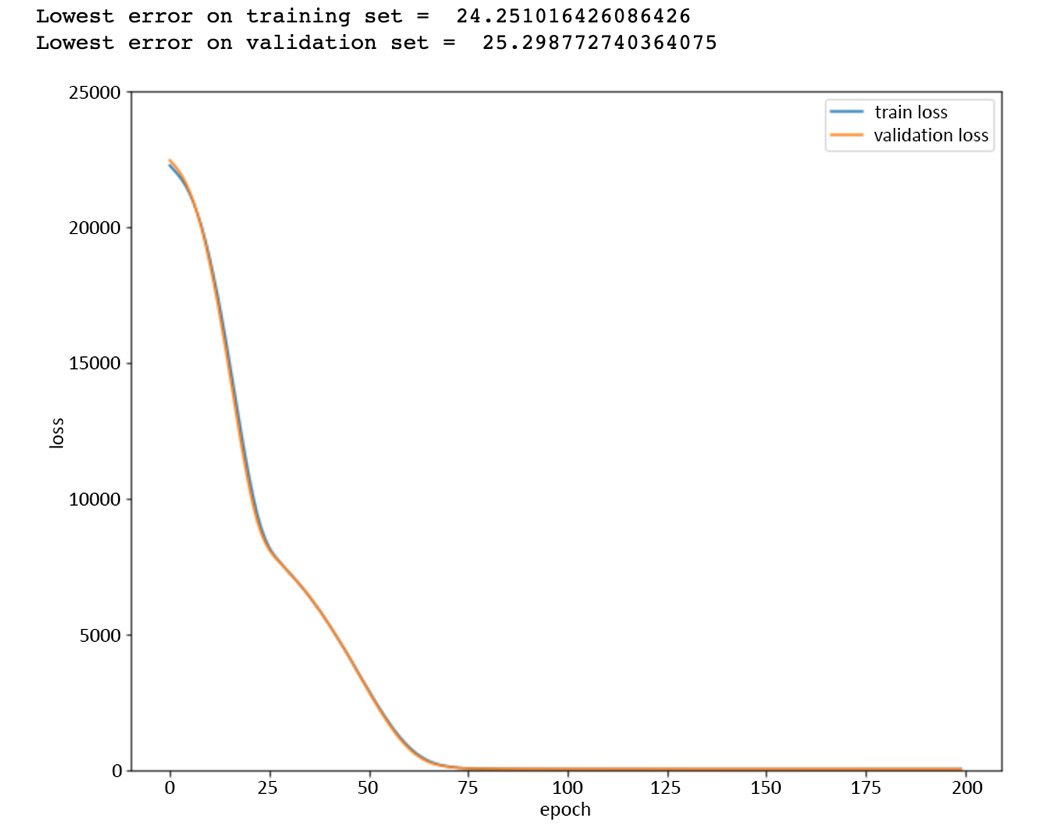 Lowest error on training set =  24.251016426086426
Lowest error on validation set =  25.298772740364075
25000
train loss
validation loss
20000
15000
loss
10000
5000
0
0 25 50 75 100 125 150 175 200
epoch